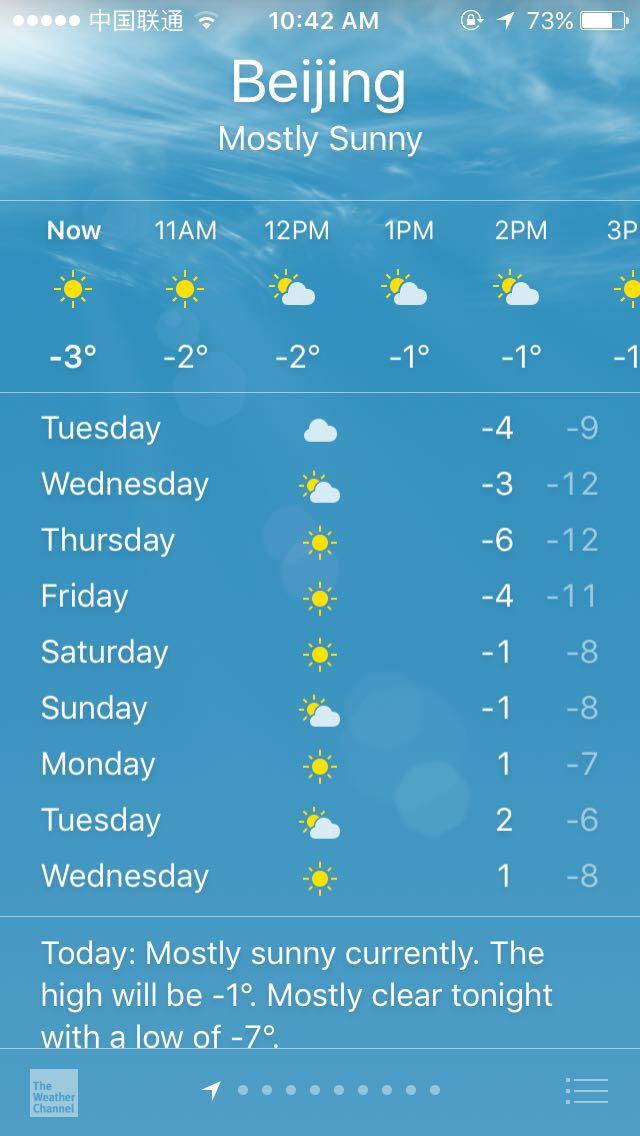 中国联通 10:42 AM 73%
Beijing
Mostly Sunny
Now 11AM 12PM 1PM 2PM 3P
-3° -2° -2° -1° -1° -1
Tuesday -4 -9
Wednesday -3 -12
Thursday -6 -12
Friday -4 -11
Saturday -1 -8
Sunday -1 -8
Monday 1 -7
Tuesday 2 -6
Wednesday 1 -8
Today: Mostly sunny currently. The
high will be -1°. Mostly clear tonight
with a low of -7°.
The
Weather
Channel